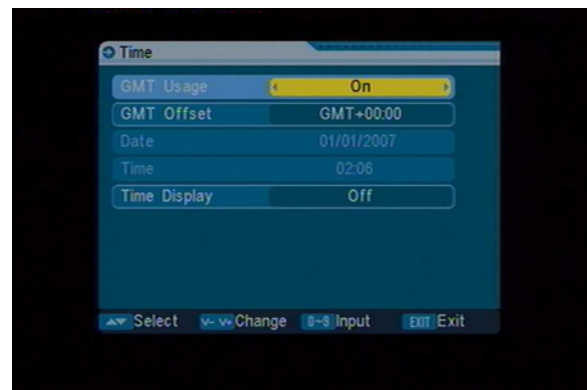 Time
GMT Usage On
GMT Offset GMT+00:00
Date 01/01/2007
Time 02:06
Time Display Off
Select V- V+ Change 0~9 Input EXIT Exit